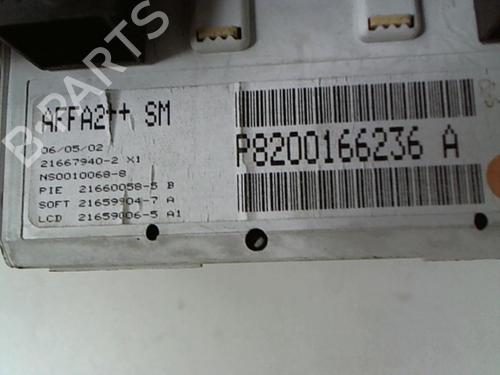 B-PARTS
AFFA2++ SM
06/05/02
21667940-2 X1
NS0010068-8
PIE 21660058-5 B
SOFT 21659904-7 A
LCD 21659006-5 A1
P8200166236 A